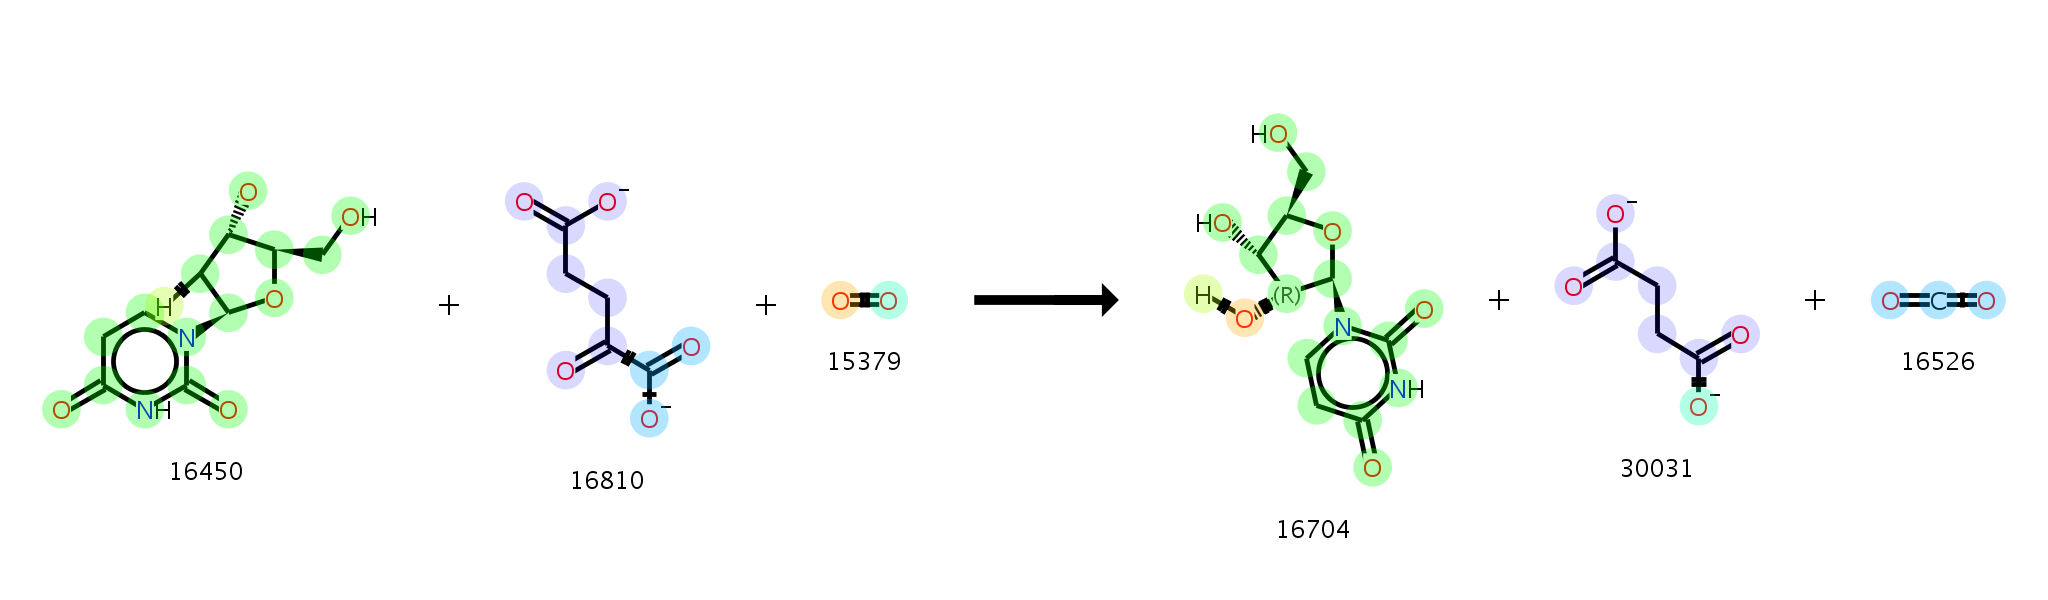 O
OH
O
H
N
O
NH
O
+
O
O⁻
O
O
O⁻
+
O O
HO
HO
O
H
O
(R)
N
O
NH
O
+
O⁻
O
O
O⁻
+
O C O
16450
16810
15379
16704
30031
16526